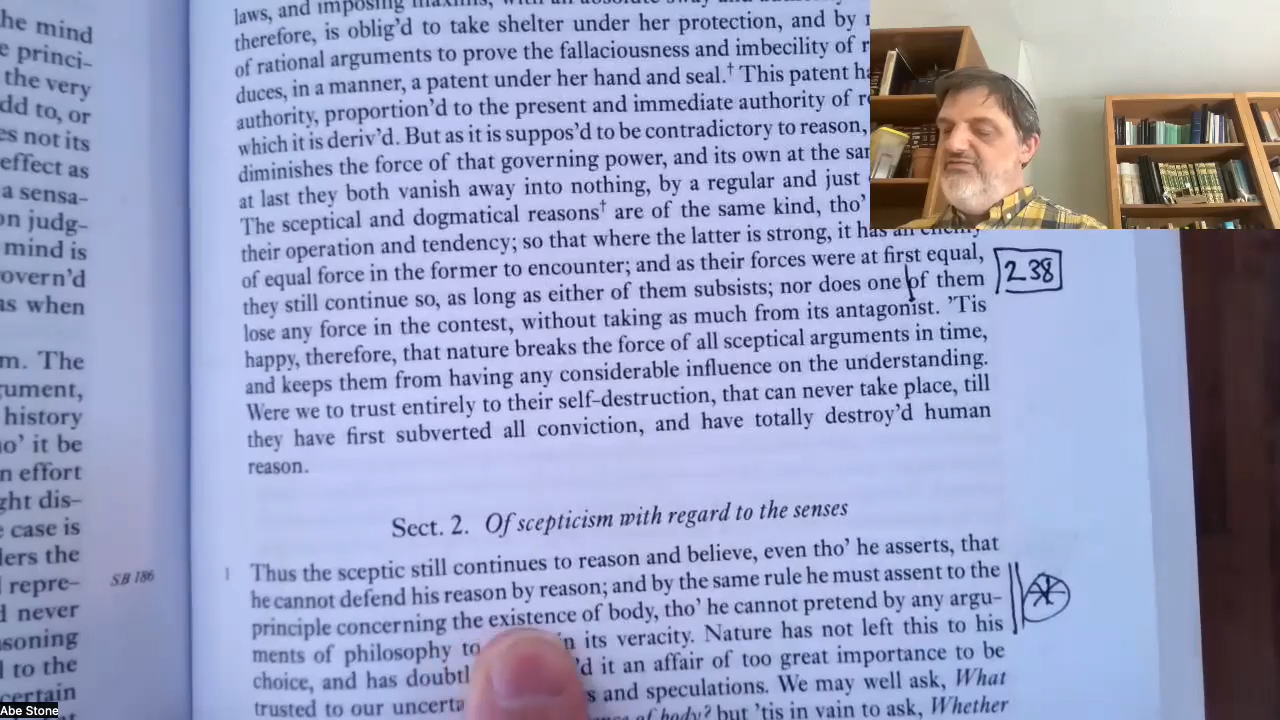 he mind
e princi-
the very
dd to, or
es not its
effect as
a sensa-
on judg-
mind is
overn'd
as when
m. The
gument,
history
ho' it be
n effort
ght dis-
e case is
ders the
repre-
d never
asoning
l to the
certain
SB 186
laws, and imposing maxims, with an absolute sway and
therefore, is oblig'd to take shelter under her protection, and by
of rational arguments to prove the fallaciousness and imbecility of
duces, in a manner, a patent under her hand and seal.† This patent
authority, proportion'd to the present and immediate authority of
which it is deriv'd. But as it is suppos'd to be contradictory to reason,
diminishes the force of that governing power, and its own at the
at last they both vanish away into nothing, by a regular and just
The sceptical and dogmatical reasons† are of the same kind, tho'
their operation and tendency; so that where the latter is strong, it has an enemy
of equal force in the former to encounter; and as their forces were at first equal,
they still continue so, as long as either of them subsists; nor does one of them
lose any force in the contest, without taking as much from its antagonist. 'Tis
happy, therefore, that nature breaks the force of all sceptical arguments in time,
and keeps them from having any considerable influence on the understanding.
Were we to trust entirely to their self-destruction, that can never take place, till
they have first subverted all conviction, and have totally destroy'd human
reason.
238
Sect. 2. Of scepticism with regard to the senses
1 Thus the sceptic still continues to reason and believe, even tho' he asserts, that
he cannot defend his reason by reason; and by the same rule he must assent to the
principle concerning the existence of body, tho' he cannot pretend by any argu-
ments of philosophy to in its veracity. Nature has not left this to his
choice, and has doubtl 'd it an affair of too great importance to be
trusted to our uncerta s and speculations. We may well ask, What
of body? but 'tis in vain to ask, Whether
Abe Stone